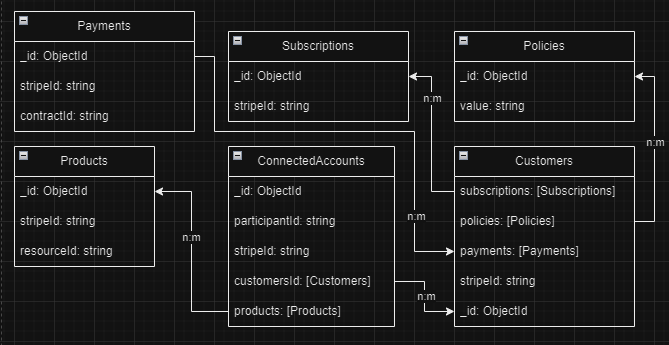 Payments
_id: ObjectId
stripeId: string
contractId: string
Subscriptions
_id: ObjectId
stripeId: string
Policies
_id: ObjectId
value: string
n:m
n:m
Products
_id: ObjectId
stripeId: string
resourceId: string
n:m
ConnectedAccounts
_id: ObjectId
participantId: string
stripeId: string
customersId: [Customers]
products: [Products]
n:m
n:m
Customers
subscriptions: [Subscriptions]
policies: [Policies]
payments: [Payments]
stripeId: string
_id: ObjectId